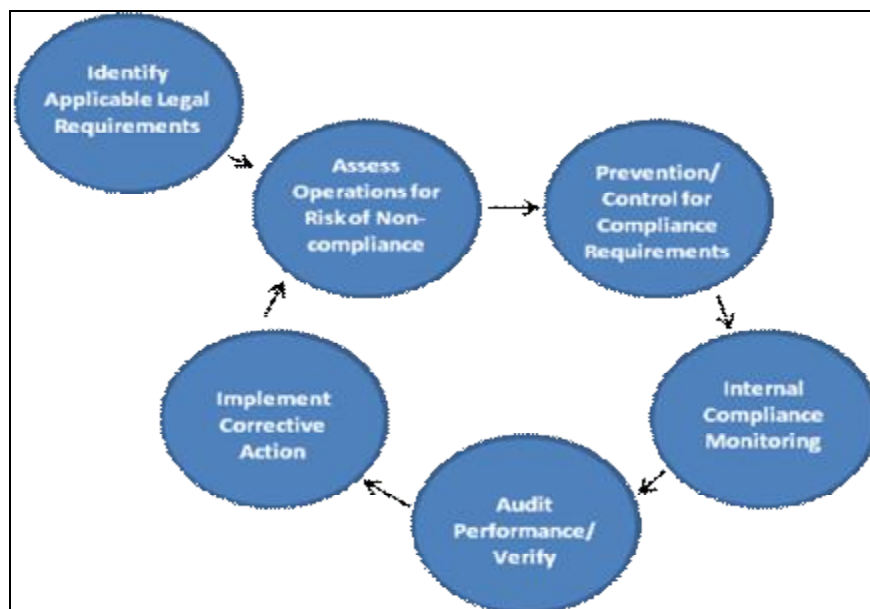 Identify
Applicable Legal
Requirements
Assess
Operations for
Risk of Non-
compliance
Prevention/
Control for
Compliance
Requirements
Internal
Compliance
Monitoring
Audit
Performance/
Verify
Implement
Corrective
Action